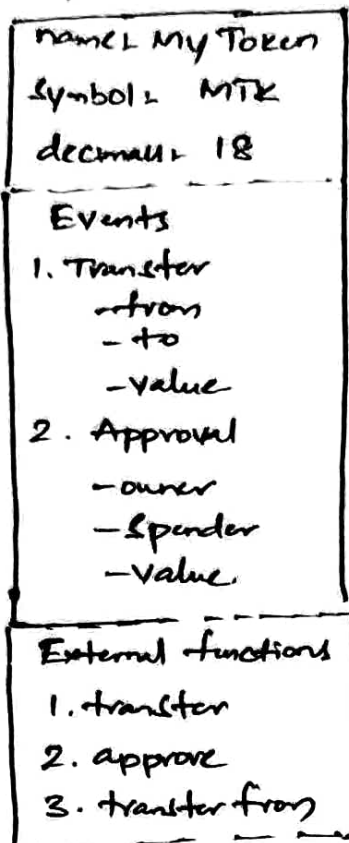 name: My Token
Symbol: MTK
decimals: 18
Events
1. Transfer
- from
- to
- value
2. Approval
- owner
- Spender
- Value.
External functions
1. transfer
2. approve
3. transfer from